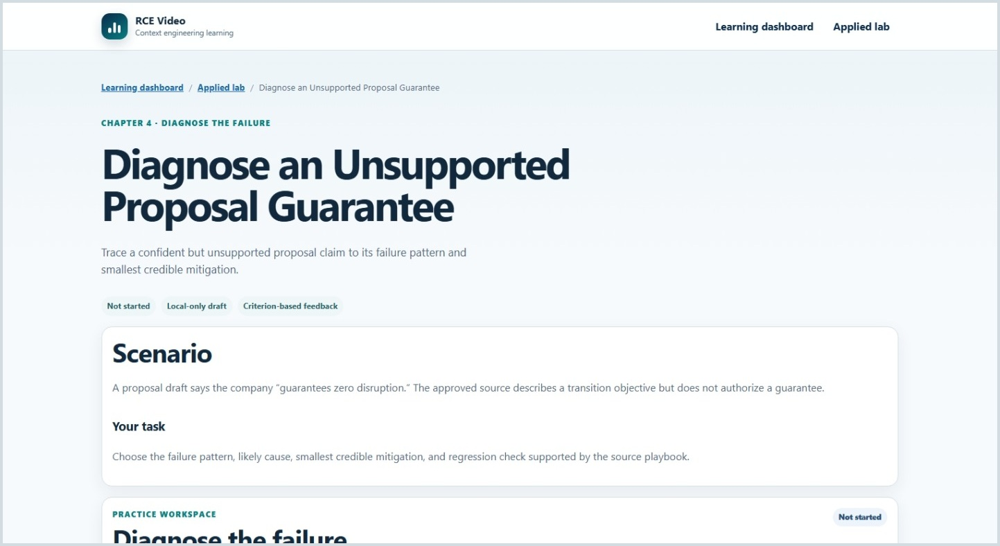 RCE Video
Context engineering learning
Learning dashboard
Applied lab
Learning dashboard / Applied lab / Diagnose an Unsupported Proposal Guarantee
CHAPTER 4 · DIAGNOSE THE FAILURE
Diagnose an Unsupported
Proposal Guarantee
Trace a confident but unsupported proposal claim to its failure pattern and
smallest credible mitigation.
Not started
Local-only draft
Criterion-based feedback
Scenario
A proposal draft says the company “guarantees zero disruption.” The approved source describes a transition objective but does not authorize a guarantee.
Your task
Choose the failure pattern, likely cause, smallest credible mitigation, and regression check supported by the source playbook.
PRACTICE WORKSPACE
Not started
Diagnose the failure